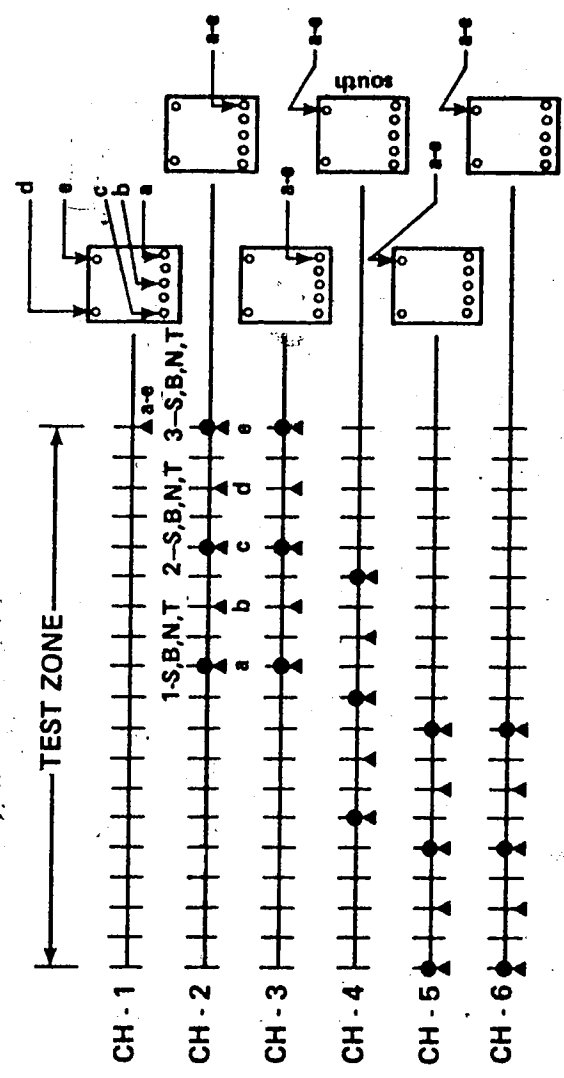 TEST ZONE
CH - 1
a-e
d
e
c
b
a
1-S,B,N,T
2-S,B,N,T
3-S,B,N,T
CH - 2
a
b
c
d
e
a-e
CH - 3
a-e
CH - 4
south
a-e
CH - 5
a-e
CH - 6
a-e